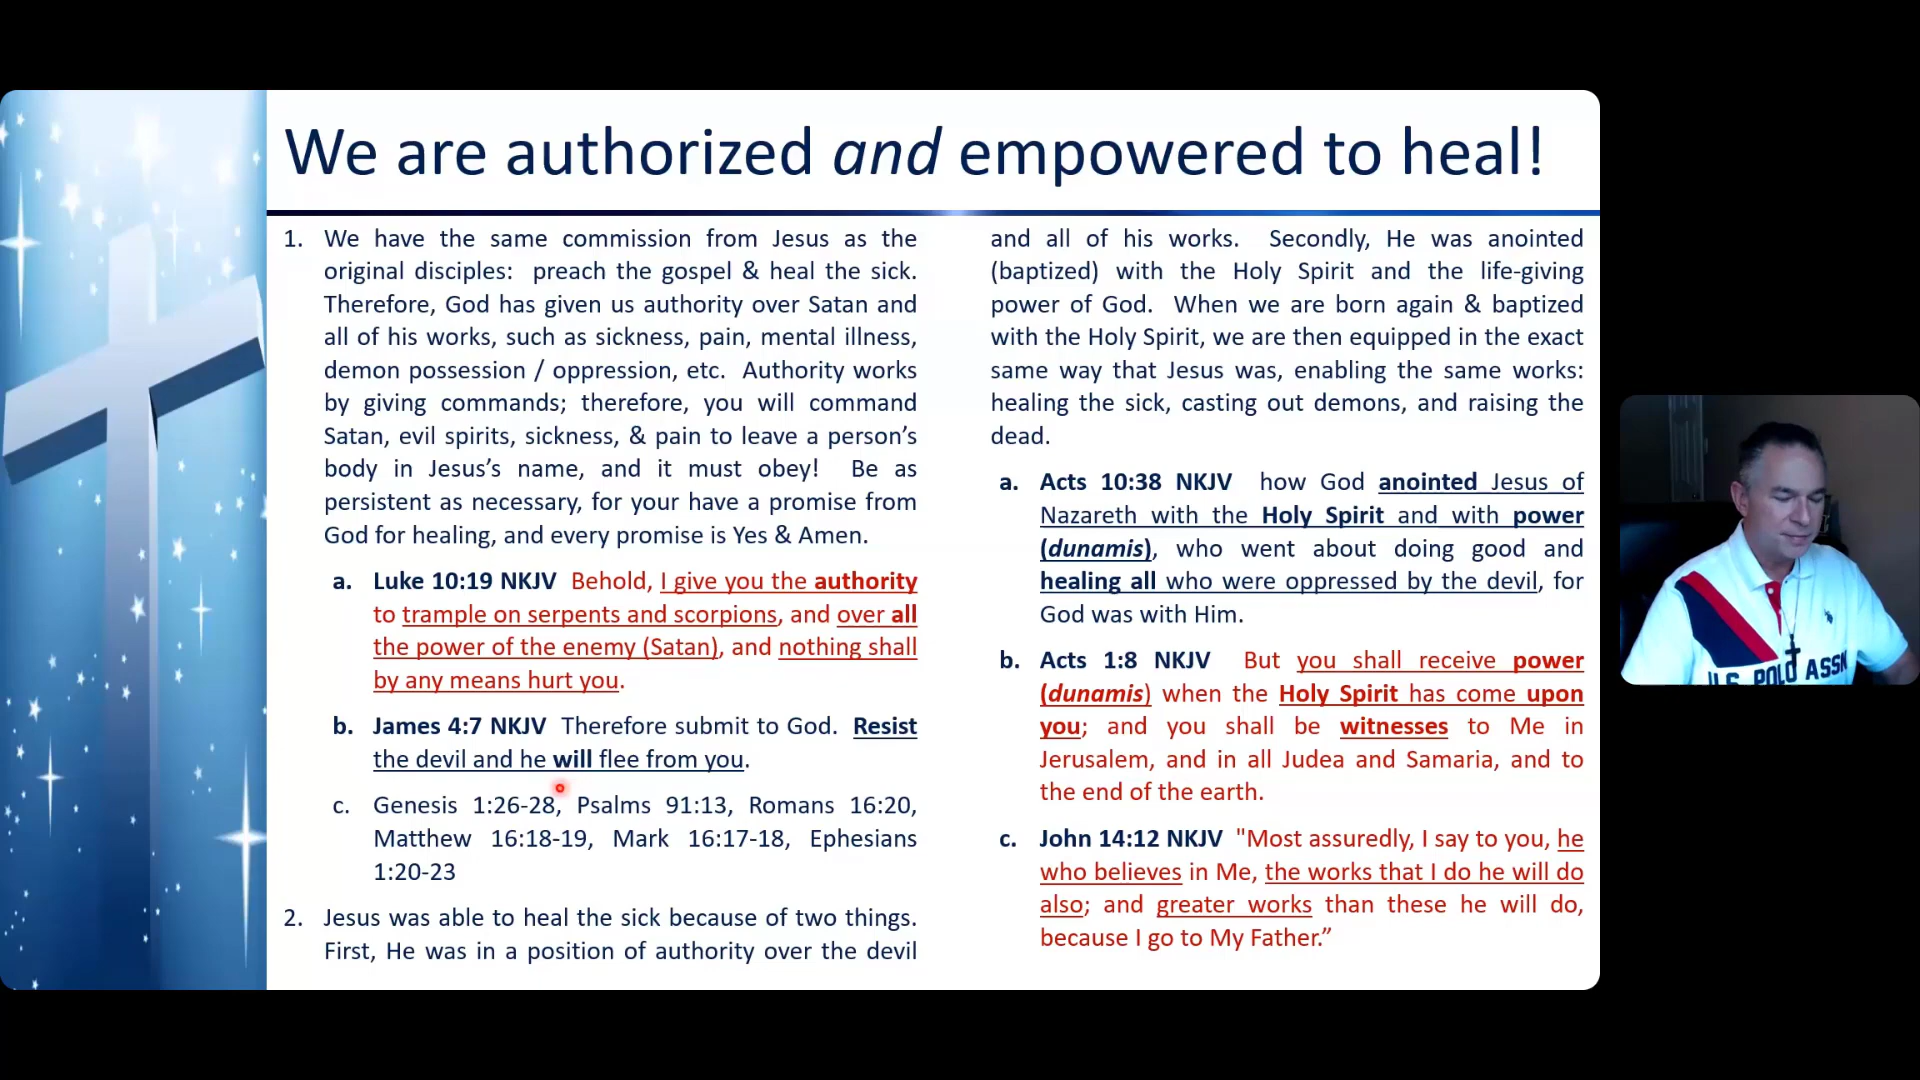 We are authorized and empowered to heal!
1. We have the same commission from Jesus as the
original disciples: preach the gospel & heal the sick.
Therefore, God has given us authority over Satan and
all of his works, such as sickness, pain, mental illness,
demon possession / oppression, etc. Authority works
by giving commands; therefore, you will command
Satan, evil spirits, sickness, & pain to leave a person’s
body in Jesus’s name, and it must obey! Be as
persistent as necessary, for your have a promise from
God for healing, and every promise is Yes & Amen.
a. Luke 10:19 NKJV Behold, I give you the authority
to trample on serpents and scorpions, and over all
the power of the enemy (Satan), and nothing shall
by any means hurt you.
b. James 4:7 NKJV Therefore submit to God. Resist
the devil and he will flee from you.
c. Genesis 1:26-28, Psalms 91:13, Romans 16:20,
Matthew 16:18-19, Mark 16:17-18, Ephesians
1:20-23
2. Jesus was able to heal the sick because of two things.
First, He was in a position of authority over the devil
and all of his works. Secondly, He was anointed
(baptized) with the Holy Spirit and the life-giving
power of God. When we are born again & baptized
with the Holy Spirit, we are then equipped in the exact
same way that Jesus was, enabling the same works:
healing the sick, casting out demons, and raising the
dead.
a. Acts 10:38 NKJV how God anointed Jesus of
Nazareth with the Holy Spirit and with power
(dunamis), who went about doing good and
healing all who were oppressed by the devil, for
God was with Him.
b. Acts 1:8 NKJV But you shall receive power
(dunamis) when the Holy Spirit has come upon
you; and you shall be witnesses to Me in
Jerusalem, and in all Judea and Samaria, and to
the end of the earth.
c. John 14:12 NKJV "Most assuredly, I say to you, he
who believes in Me, the works that I do he will do
also; and greater works than these he will do,
because I go to My Father.”
U.S. POLO ASSN